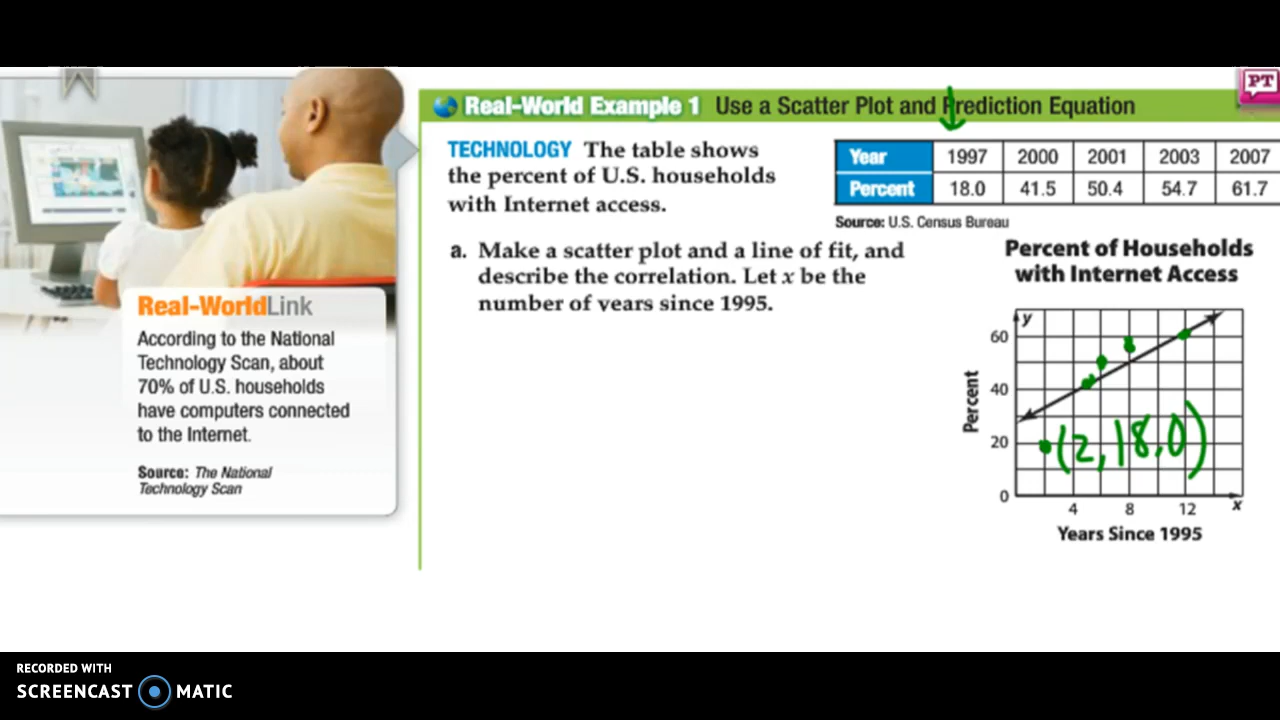 PT
Real-World Example 1 Use a Scatter Plot and Prediction Equation
TECHNOLOGY The table shows
the percent of U.S. households
with Internet access.
Year 1997 2000 2001 2003 2007
Percent 18.0 41.5 50.4 54.7 61.7
Source: U.S. Census Bureau
a. Make a scatter plot and a line of fit, and
describe the correlation. Let x be the
number of years since 1995.
Percent of Households
with Internet Access
y
60
40
20
0
Percent
(2,18,0)
4 8 12 x
Years Since 1995
Real-WorldLink
According to the National
Technology Scan, about
70% of U.S. households
have computers connected
to the Internet.
Source: The National
Technology Scan
RECORDED WITH
SCREENCAST MATIC